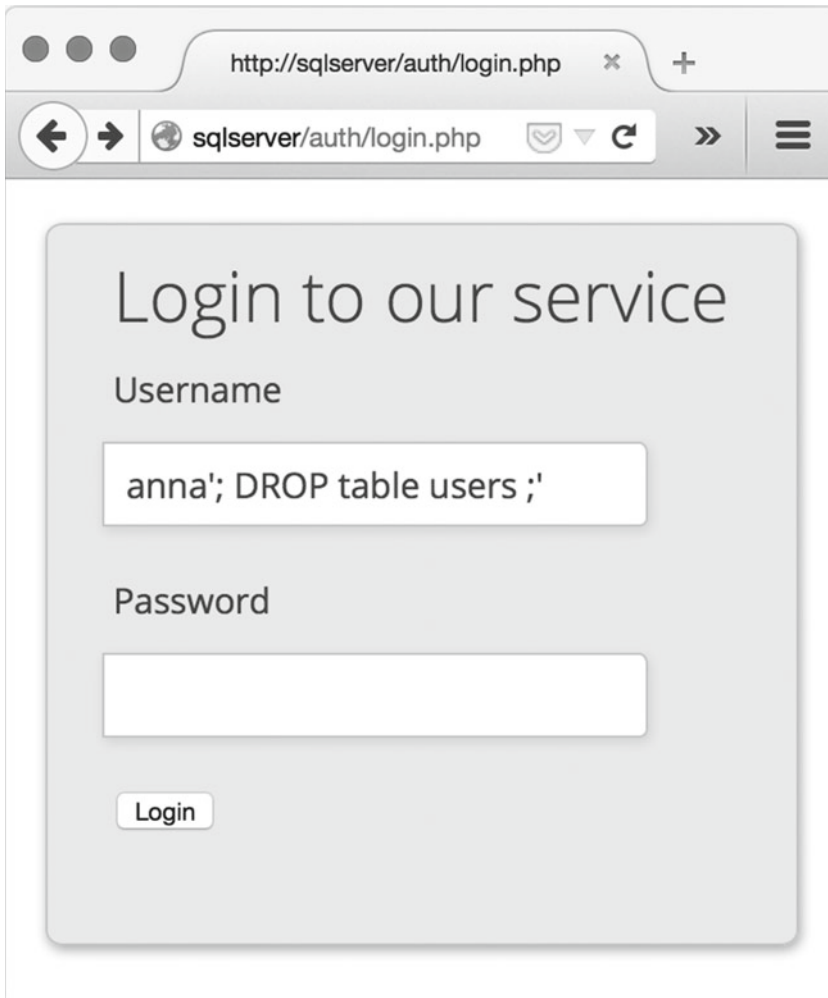 http://sqlserver/auth/login.php
sqlserver/auth/login.php
Login to our service
Username
anna'; DROP table users ;'
Password
Login